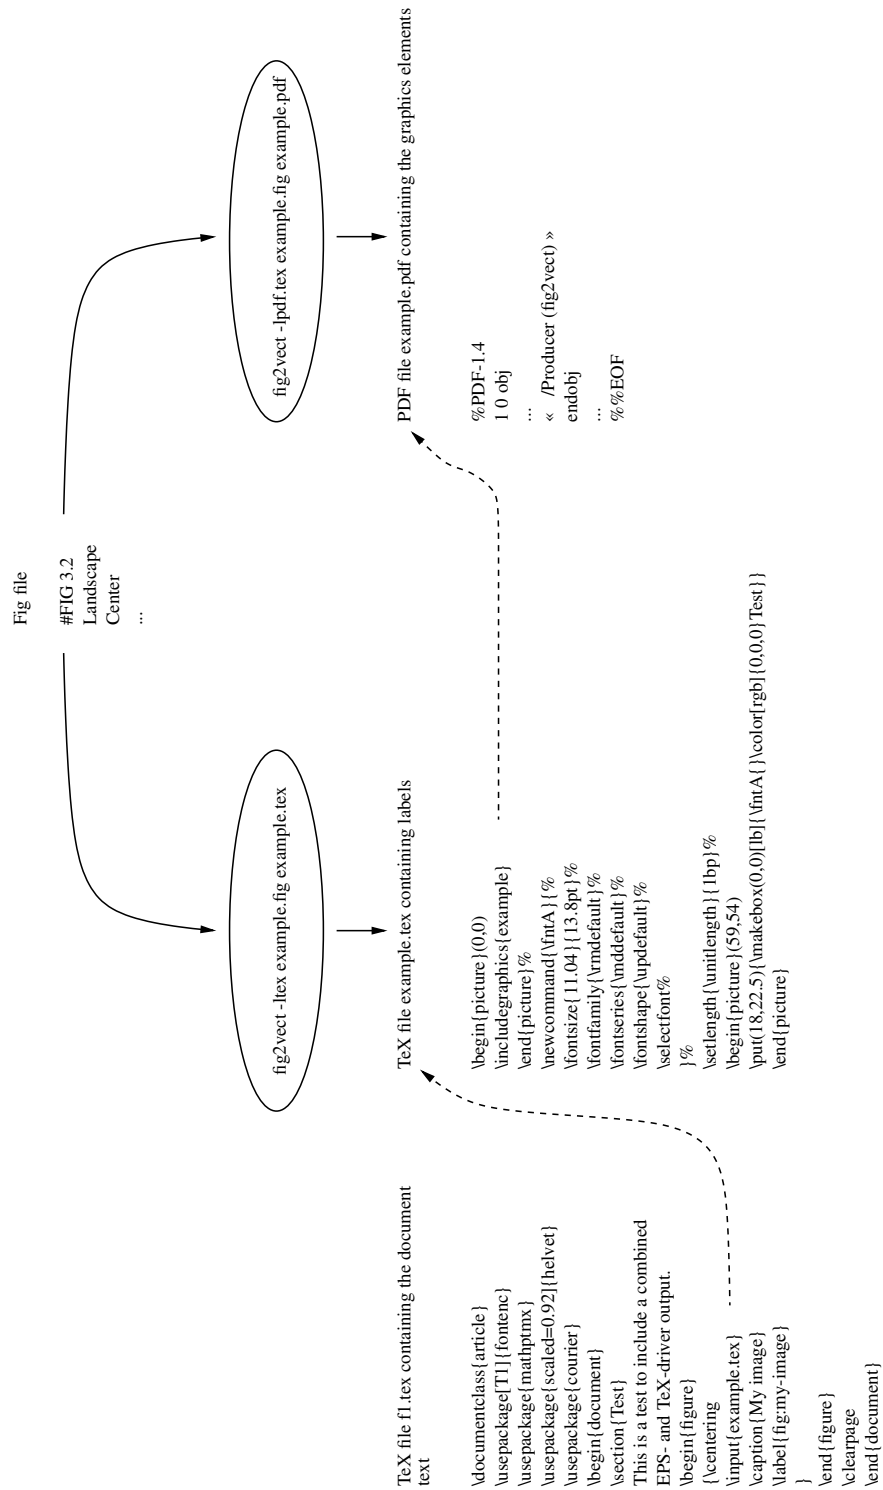 Fig file
#FIG 3.2
Landscape
Center
...
fig2vect -ltex example.fig example.tex
fig2vect -lpdf.tex example.fig example.pdf
TeX file f1.tex containing the document
text
\documentclass{article}
\usepackage[T1]{fontenc}
\usepackage{mathptmx}
\usepackage[scaled=0.92]{helvet}
\usepackage{courier}
\begin{document}
\section{Test}
This is a test to include a combined
EPS- and TeX-driver output.
\begin{figure}
{\centering
\input{example.tex}
\caption{My image}
\label{fig:my-image}
}
\end{figure}
\clearpage
\end{document}
TeX file example.tex containing labels
\begin{picture}(0,0)
\includegraphics{example}
\end{picture}%
\newcommand{\fntA}{%
\fontsize{11.04}{13.8pt}%
\fontfamily{\rmdefault}%
\fontseries{\mddefault}%
\fontshape{\updefault}%
\selectfont%
}%
\setlength{\unitlength}{1bp}%
\begin{picture}(59,54)
\put(18,22.5){\makebox(0,0)[lb]{\fntA{}\color[rgb]{0,0,0}Test}}
\end{picture}
PDF file example.pdf containing the graphics elements
%PDF-1.4
1 0 obj
...
« /Producer (fig2vect) »
endobj
...
%%EOF